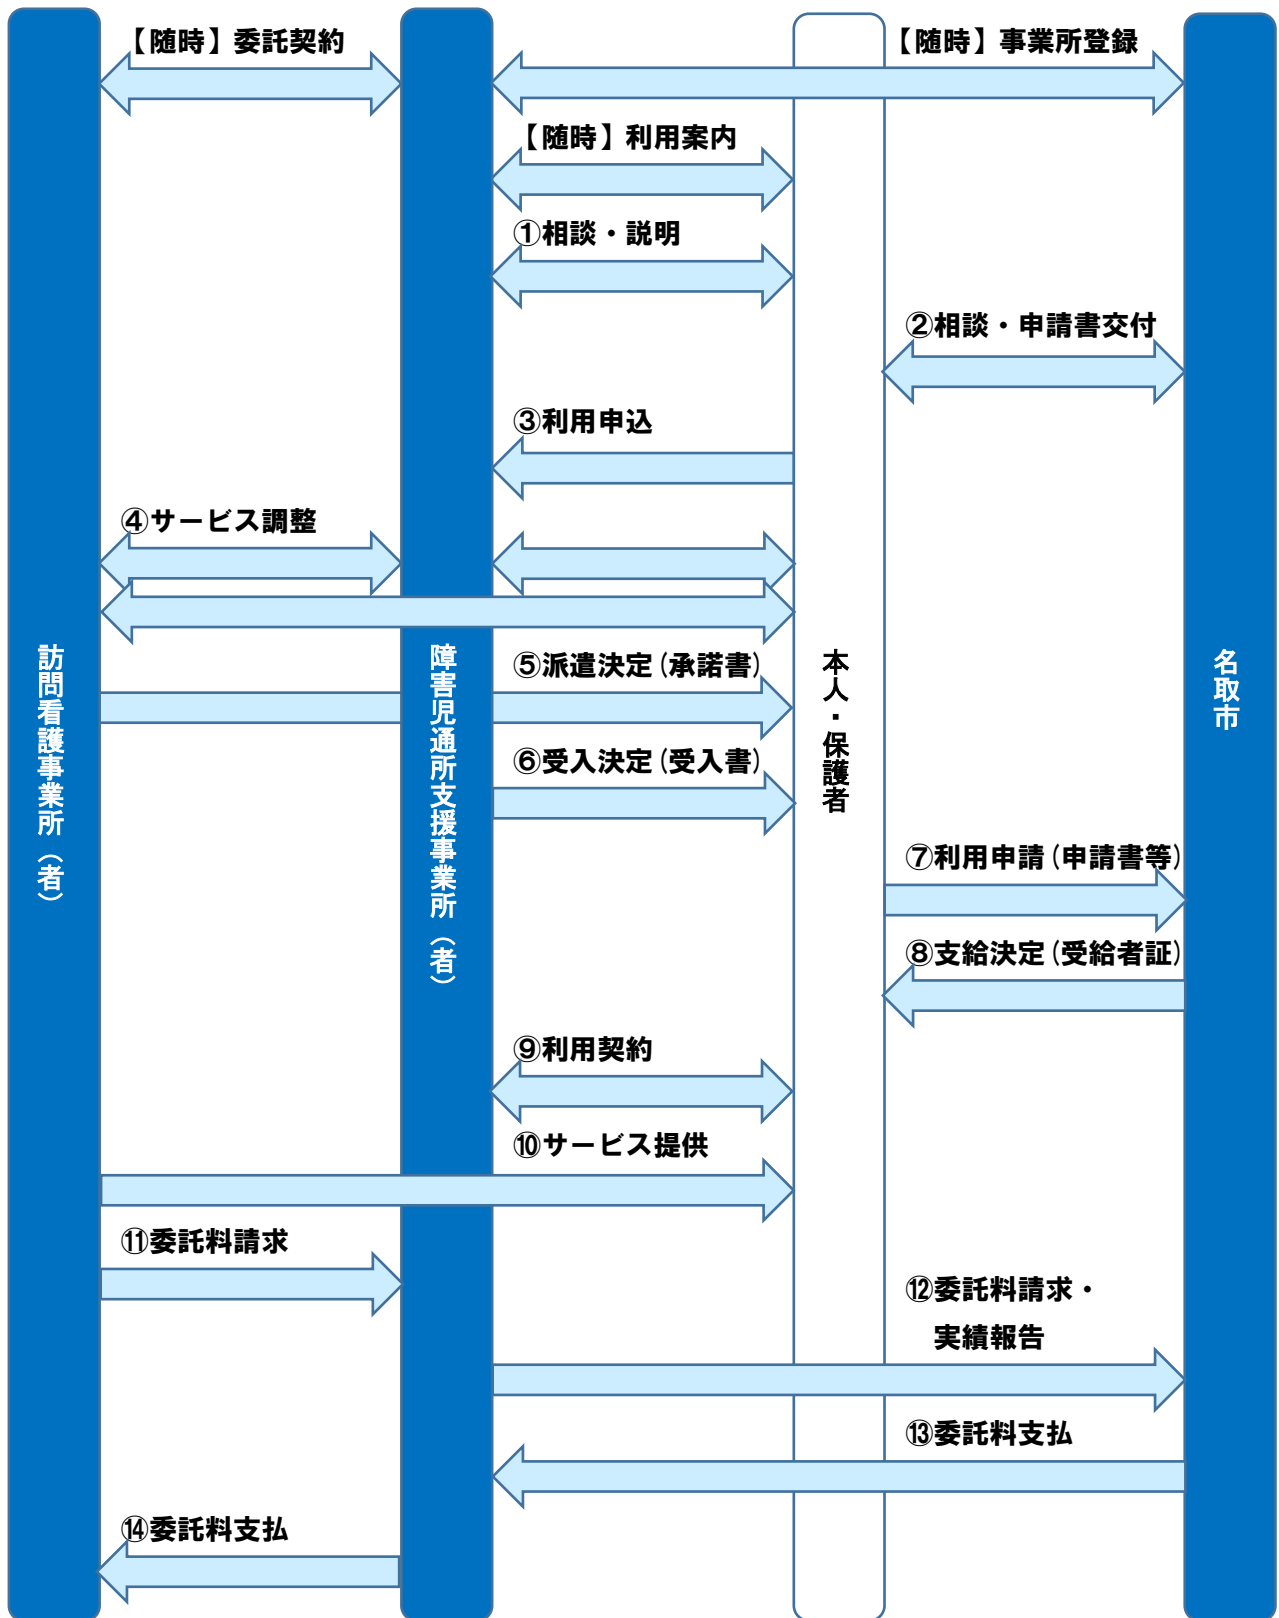 【随時】委託契約
【随時】事業所登録
【随時】利用案内
①相談・説明
②相談・申請書交付
③利用申込
④サービス調整
訪問看護事業所（者）
障害児通所支援事業所（者）
本人・保護者
名取市
⑤派遣決定(承諾書)
⑥受入決定(受入書)
⑦利用申請(申請書等)
⑧支給決定(受給者証)
⑨利用契約
⑩サービス提供
⑪委託料請求
⑫委託料請求・
実績報告
⑬委託料支払
⑭委託料支払